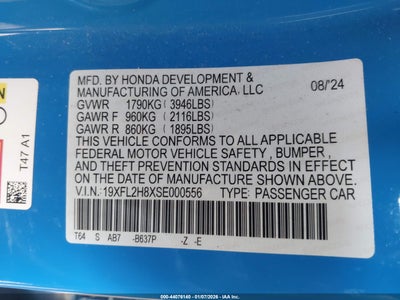 MFD. BY HONDA DEVELOPMENT &
MANUFACTURING OF AMERICA, LLC 08/'24
GVWR 1790KG ( 3946LBS)
GAWR F 960KG ( 2116LBS)
GAWR R 860KG ( 1895LBS)
THIS VEHICLE CONFORMS TO ALL APPLICABLE
FEDERAL MOTOR VEHICLE SAFETY , BUMPER ,
AND THEFT PREVENTION STANDARDS IN EFFECT
ON THE DATE OF MANUFACTURE SHOWN ABOVE.
V.I.N. : 19XFL2H8XSE000556 TYPE: PASSENGER CAR
T64 S AB7 -B637P -Z -E
T47 A1
000-44079140 - 01/07/2026 - IAA Inc.